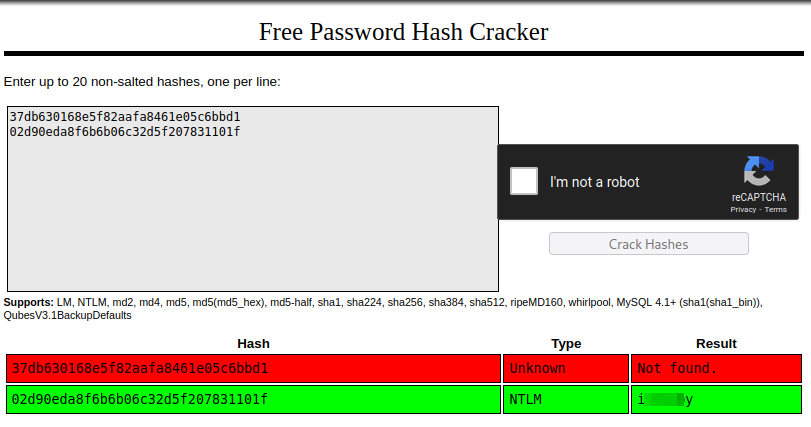 Free Password Hash Cracker
Enter up to 20 non-salted hashes, one per line:
37db630168e5f82aafa8461e05c6bbd1
02d90eda8f6b6b06c32d5f207831101f
I'm not a robot
reCAPTCHA
Privacy - Terms
Crack Hashes
Supports: LM, NTLM, md2, md4, md5, md5(md5_hex), md5-half, sha1, sha224, sha256, sha384, sha512, ripeMD160, whirlpool, MySQL 4.1+ (sha1(sha1_bin)),
QubesV3.1BackupDefaults
Hash Type Result
37db630168e5f82aafa8461e05c6bbd1 Unknown Not found.
02d90eda8f6b6b06c32d5f207831101f NTLM